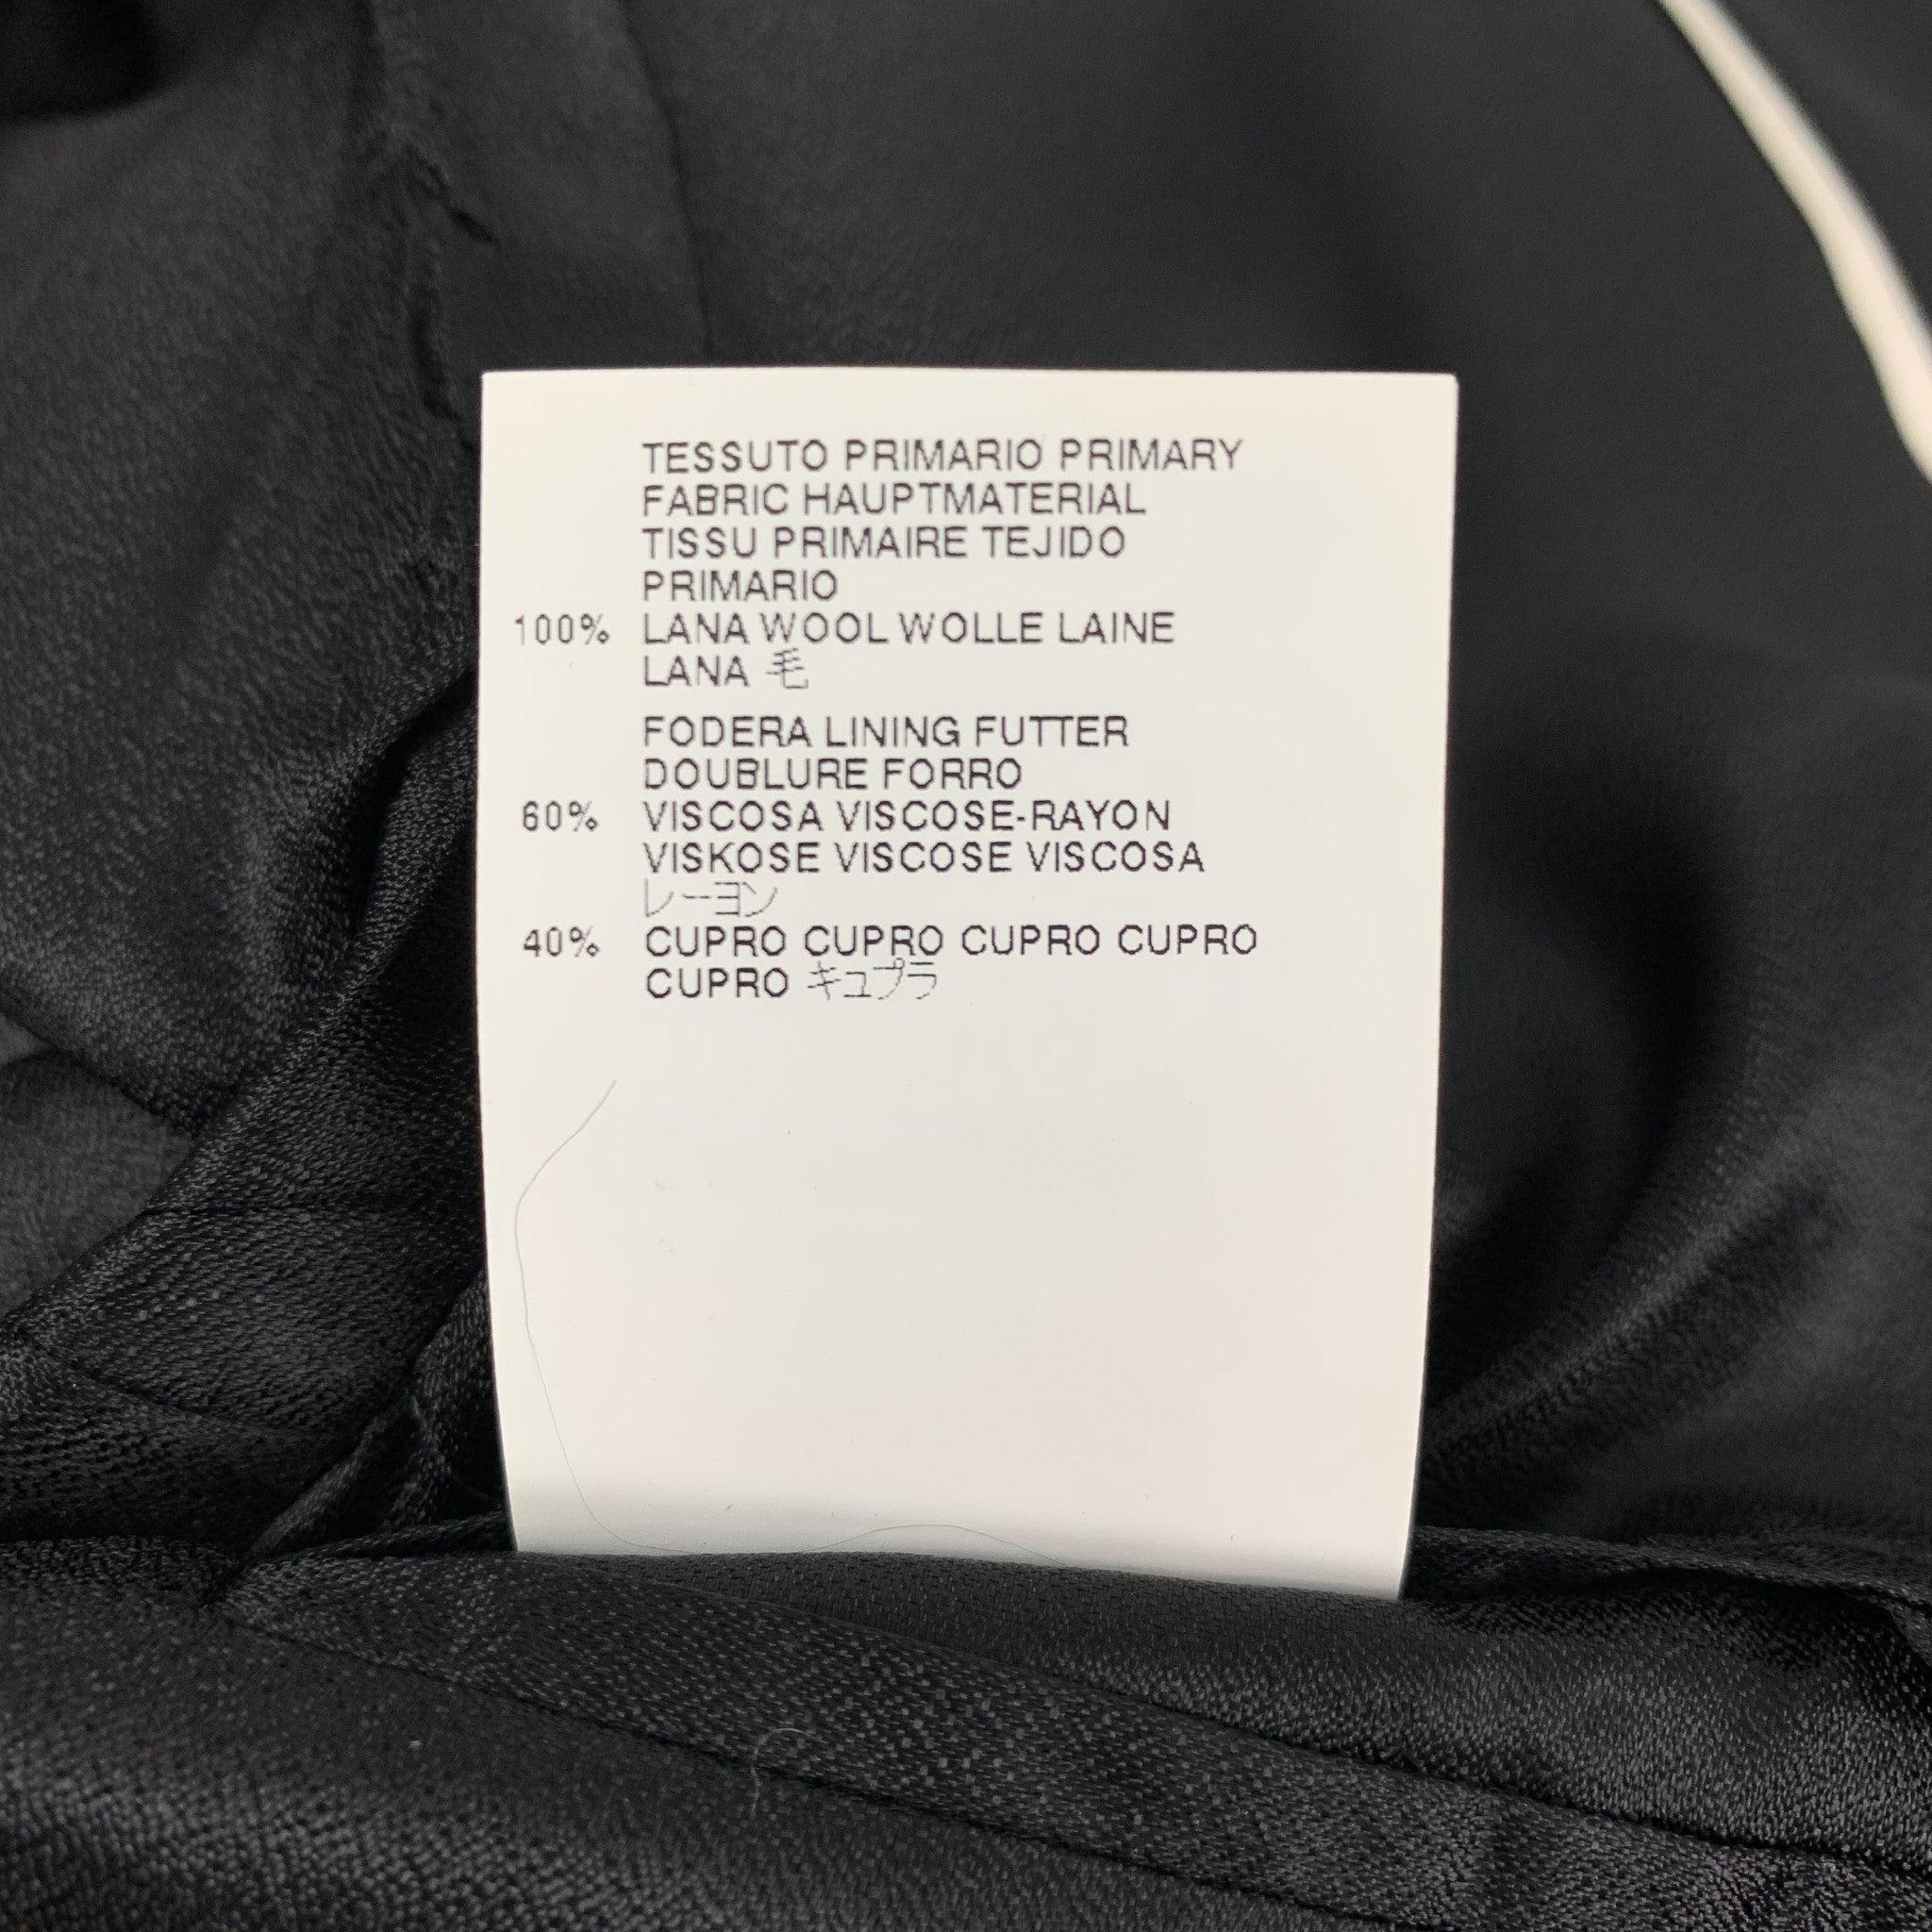 TESSUTO PRIMARIO PRIMARY
FABRIC HAUPTMATERIAL
TISSU PRIMAIRE TEJIDO
PRIMARIO
100% LANA WOOL WOLLE LAINE
LANA 毛
FODERA LINING FUTTER
DOUBLURE FORRO
60% VISCOSA VISCOSE-RAYON
VISKOSE VISCOSE VISCOSA
レーヨン
40% CUPRO CUPRO CUPRO CUPRO
CUPRO キュプラ